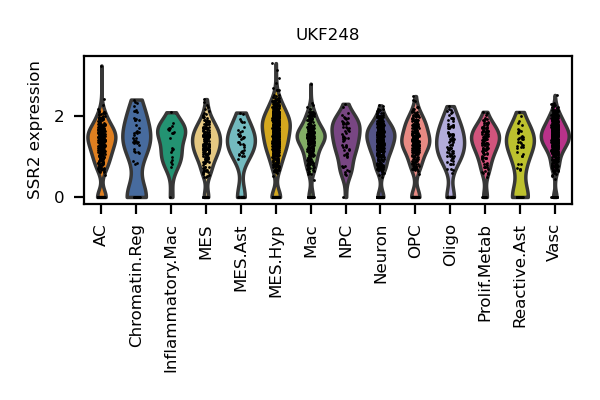 UKF248
SSR2 expression
2
0
AC
Chromatin.Reg
Inflammatory.Mac
MES
MES.Ast
MES.Hyp
Mac
NPC
Neuron
OPC
Oligo
Prolif.Metab
Reactive.Ast
Vasc